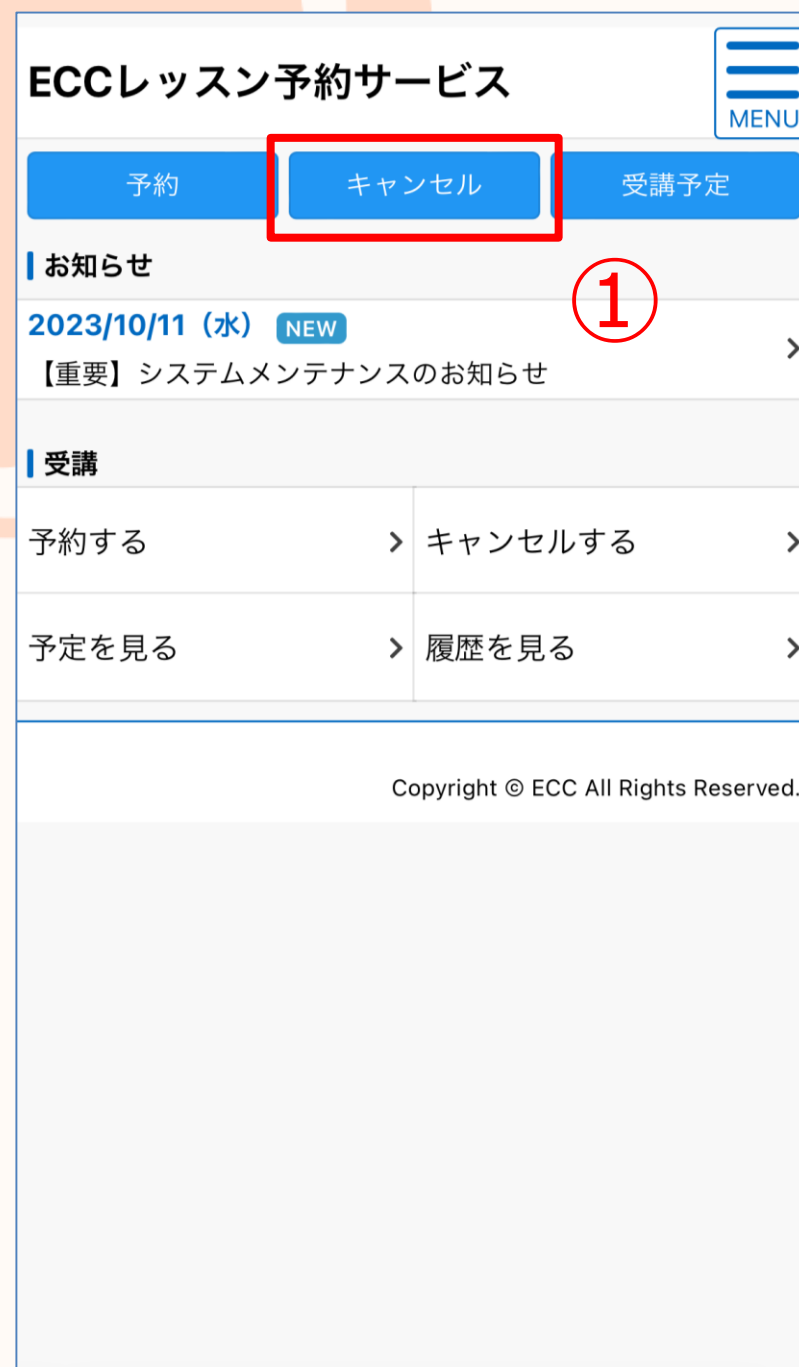 ECCレッスン予約サービス
MENU
予約 キャンセル 受講予定
お知らせ
①
2023/10/11（水） NEW
【重要】システムメンテナンスのお知らせ
受講
予約する キャンセルする
予定を見る 履歴を見る
Copyright © ECC All Rights Reserved.